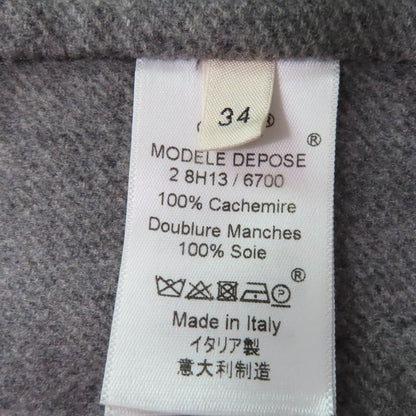 34 ®
MODELE DEPOSE ®
2 8H13 / 6700
100% Cachemire
Doublure Manches
100% Soie
®
Made in Italy
イタリア製
意大利制造